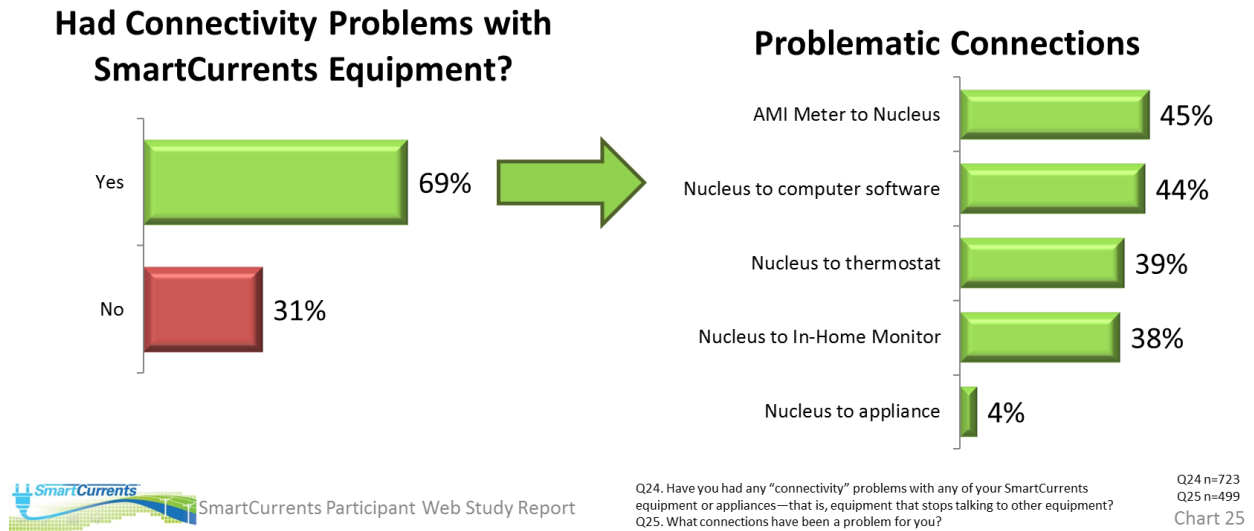 Had Connectivity Problems with
SmartCurrents Equipment?
Yes
69%
No
31%
Problematic Connections
AMI Meter to Nucleus
45%
Nucleus to computer software
44%
Nucleus to thermostat
39%
Nucleus to In-Home Monitor
38%
Nucleus to appliance
4%
SmartCurrents
SmartCurrents Participant Web Study Report
Q24. Have you had any “connectivity” problems with any of your SmartCurrents
equipment or appliances—that is, equipment that stops talking to other equipment?
Q25. What connections have been a problem for you?
Q24 n=723
Q25 n=499
Chart 25